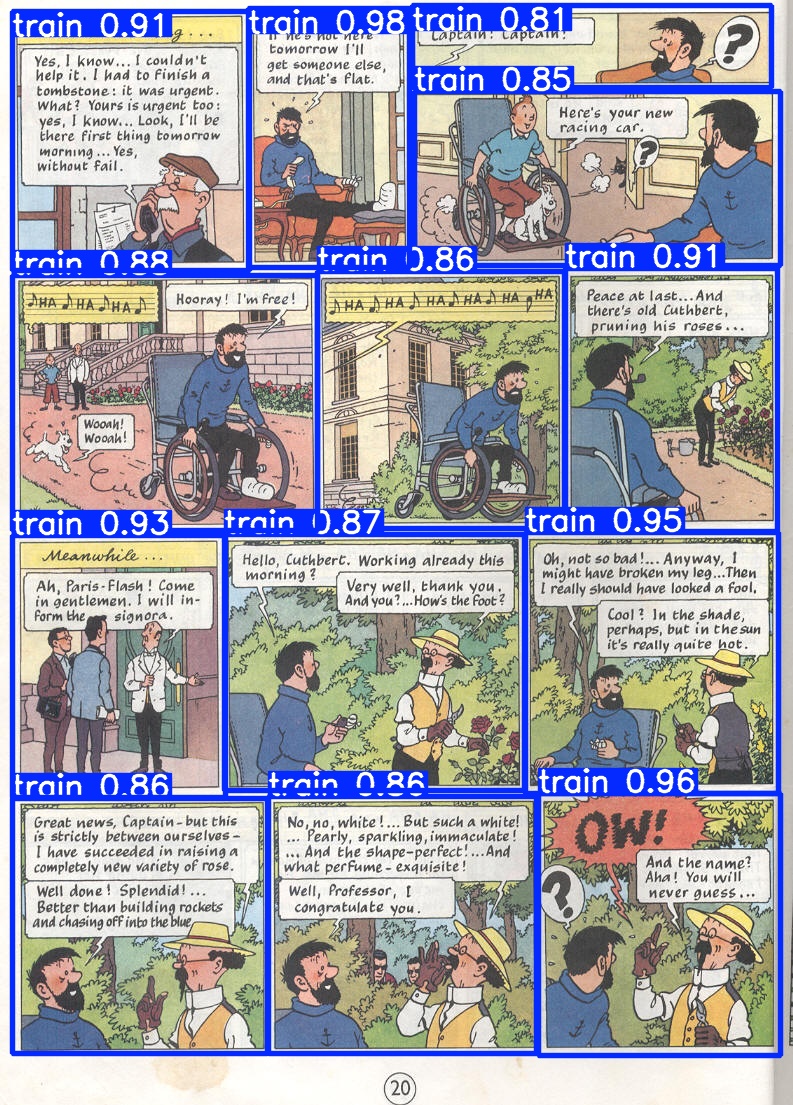 train 0.91
train 0.98
train 0.81
Yes, I know... I couldn't
help it. I had to finish a
tombstone: it was urgent.
What? Yours is urgent too:
yes, I know... Look, I'll be
there first thing tomorrow
morning... Yes,
without fail.
If he's not here
tomorrow I'll
get someone else,
and that's flat.
Captain! Captain!
?
train 0.85
Here's your new
racing car.
?
train 0.88
train 0.86
train 0.91
HA HA HA
Hooray! I'm free!
Wooah!
Wooah!
HA HA HA HA HA HA
Peace at last...And
there's old Cuthbert,
pruning his roses...
train 0.93
train 0.87
train 0.95
Meanwhile...
Ah, Paris-Flash! Come
in gentlemen. I will in-
form the signora.
Hello, Cuthbert. Working already this
morning?
Very well, thank you.
And you?...How's the foot?
Oh, not so bad!... Anyway, I
might have broken my leg...Then
I really should have looked a fool.
Cool? In the shade,
perhaps, but in the sun
it's really quite hot.
train 0.86
train 0.86
train 0.96
Great news, Captain - but this
is strictly between ourselves -
I have succeeded in raising a
completely new variety of rose.
Well done! Splendid!...
Better than building rockets
and chasing off into the blue
No, no, white!... But such a white!
... Pearly, sparkling, immaculate!
... And the shape-perfect!...And
what perfume - exquisite!
Well, Professor, I
congratulate you.
OW!
And the name?
Aha! You will
never guess...
?
20